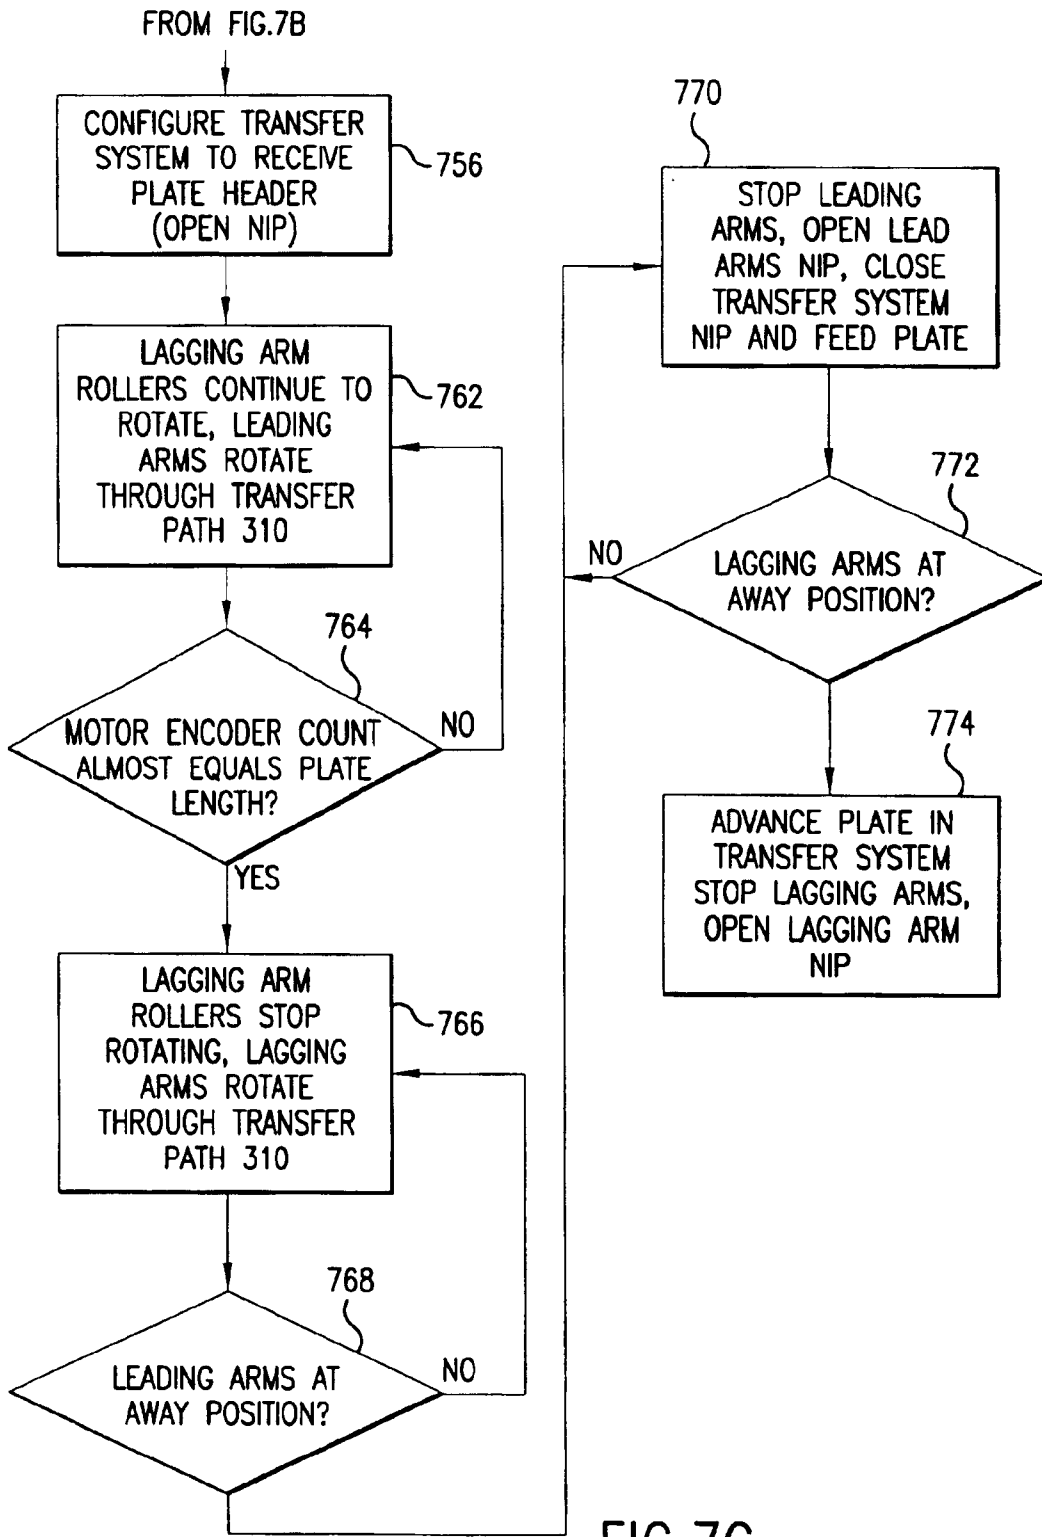 FROM FIG.7B
CONFIGURE TRANSFER
SYSTEM TO RECEIVE
PLATE HEADER
(OPEN NIP)
756
LAGGING ARM
ROLLERS CONTINUE TO
ROTATE, LEADING
ARMS ROTATE
THROUGH TRANSFER
PATH 310
762
764
MOTOR ENCODER COUNT
ALMOST EQUALS PLATE
LENGTH?
NO
YES
LAGGING ARM
ROLLERS STOP
ROTATING, LAGGING
ARMS ROTATE
THROUGH TRANSFER
PATH 310
766
768
LEADING ARMS AT
AWAY POSITION?
NO
770
STOP LEADING
ARMS, OPEN LEAD
ARMS NIP, CLOSE
TRANSFER SYSTEM
NIP AND FEED PLATE
772
NO
LAGGING ARMS AT
AWAY POSITION?
774
ADVANCE PLATE IN
TRANSFER SYSTEM
STOP LAGGING ARMS,
OPEN LAGGING ARM
NIP
FIG.7C